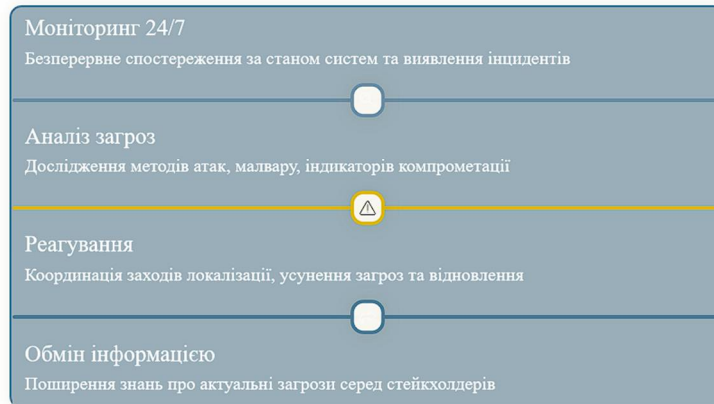 Моніторинг 24/7
Безперервне спостереження за станом систем та виявлення інцидентів
Аналіз загроз
Дослідження методів атак, малвару, індикаторів компрометації
Реагування
Координація заходів локалізації, усунення загроз та відновлення
Обмін інформацією
Поширення знань про актуальні загрози серед стейкхолдерів